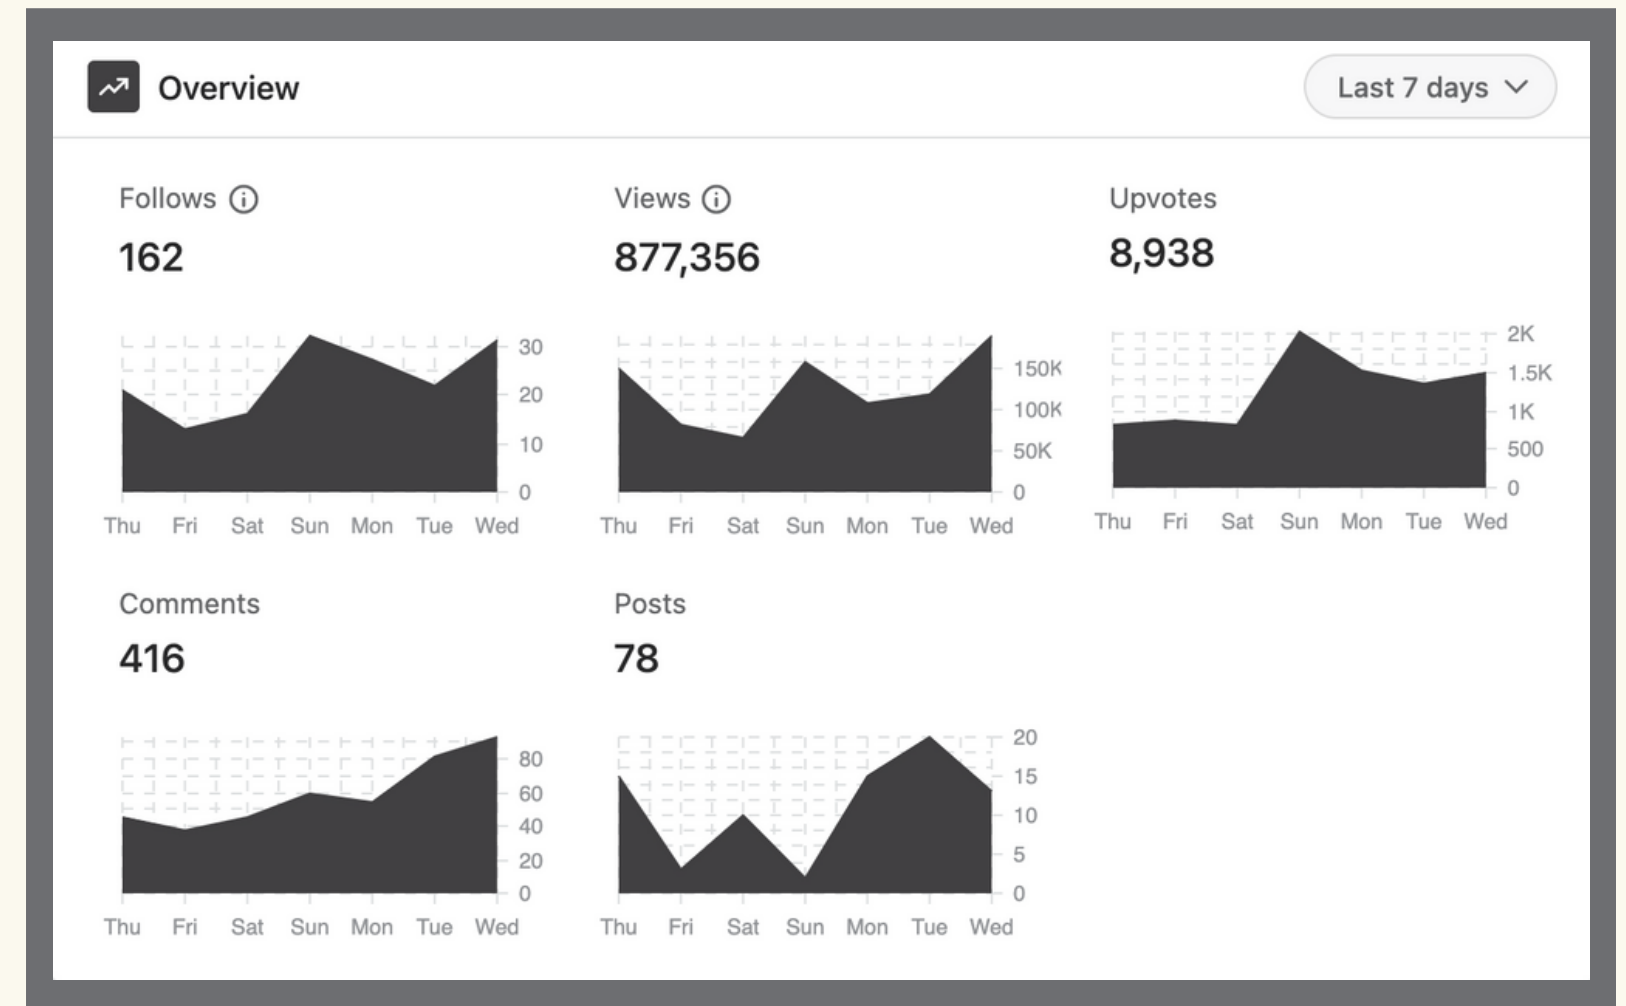 Overview
Last 7 days
Follows
162
30
20
10
0
Thu Fri Sat Sun Mon Tue Wed
Views
877,356
150K
100K
50K
0
Thu Fri Sat Sun Mon Tue Wed
Upvotes
8,938
2K
1.5K
1K
500
0
Thu Fri Sat Sun Mon Tue Wed
Comments
416
80
60
40
20
0
Thu Fri Sat Sun Mon Tue Wed
Posts
78
20
15
10
5
0
Thu Fri Sat Sun Mon Tue Wed